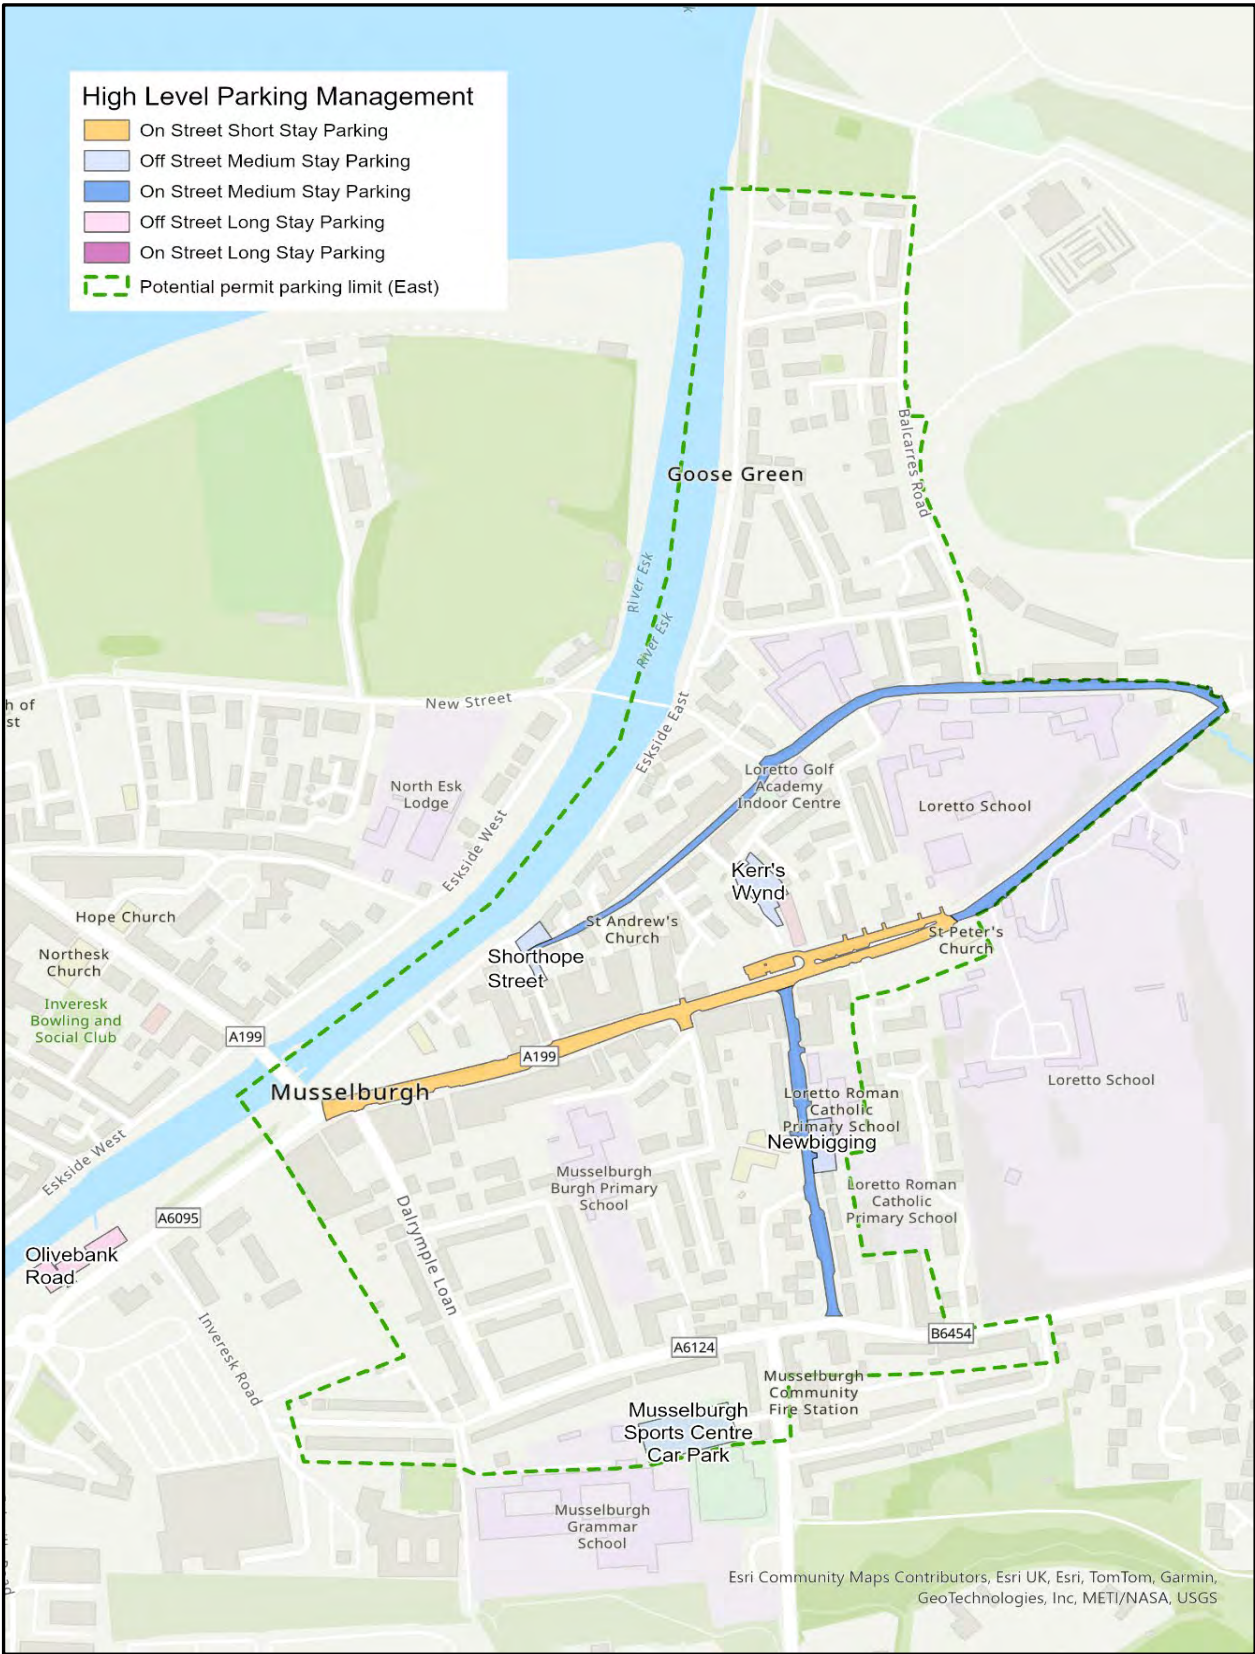 High Level Parking Management
On Street Short Stay Parking
Off Street Medium Stay Parking
On Street Medium Stay Parking
Off Street Long Stay Parking
On Street Long Stay Parking
Potential permit parking limit (East)
Goose Green
Balcarres Road
River Esk
River Esk
New Street
Eskside East
h of
st
North Esk
Lodge
Eskside West
Loretto Golf
Academy
Indoor Centre
Loretto School
Kerr's
Wynd
Hope Church
St Andrew's
Church
St Peter's
Church
Northesk
Church
Shorthope
Street
Inveresk
Bowling and
Social Club
A199
A199
Musselburgh
Loretto School
Loretto Roman
Catholic
Primary School
Newbigging
Eskside West
Musselburgh
Burgh Primary
School
Loretto Roman
Catholic
Primary School
A6095
Dalrymple Loan
Olivebank
Road
Inveresk Road
B6454
A6124
Musselburgh
Community
Fire Station
Musselburgh
Sports Centre
Car Park
Musselburgh
Grammar
School
Esri Community Maps Contributors, Esri UK, Esri, TomTom, Garmin,
GeoTechnologies, Inc, METI/NASA, USGS